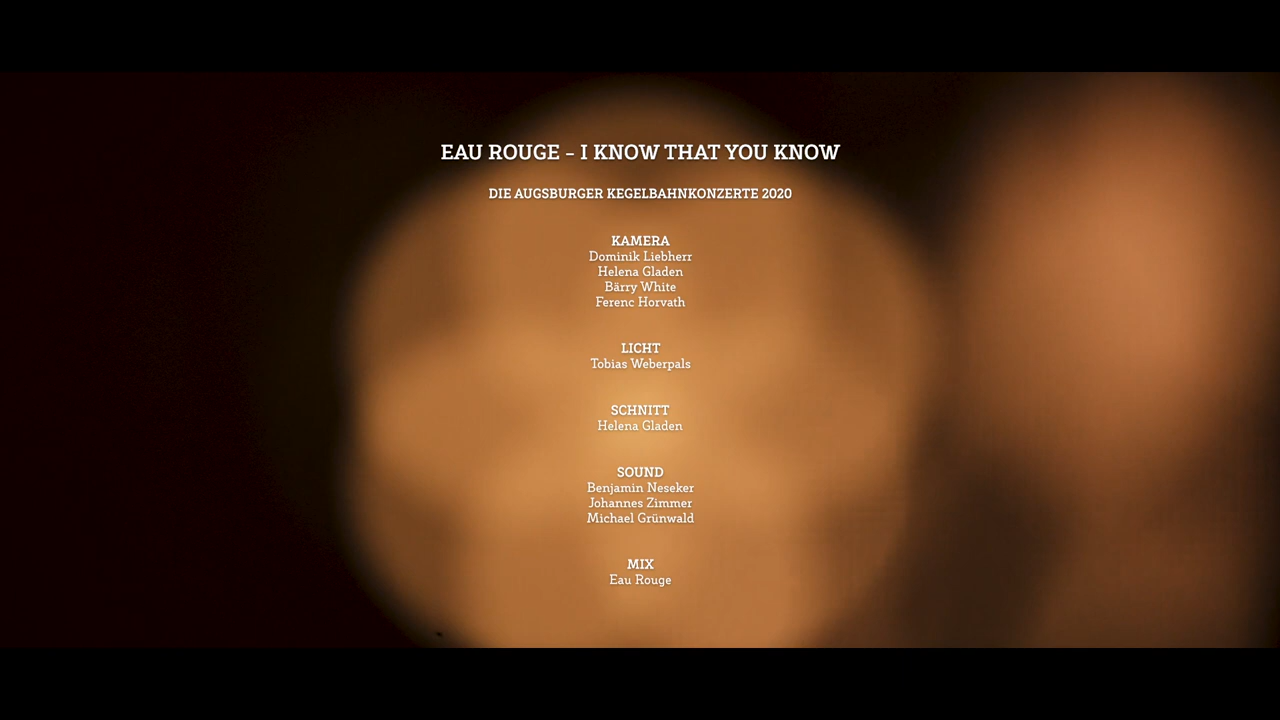 EAU ROUGE – I KNOW THAT YOU KNOW
DIE AUGSBURGER KEGELBAHNKONZERTE 2020
KAMERA
Dominik Liebherr
Helena Gladen
Bärry White
Ferenc Horvath
LICHT
Tobias Weberpals
SCHNITT
Helena Gladen
SOUND
Benjamin Neseker
Johannes Zimmer
Michael Grünwald
MIX
Eau Rouge